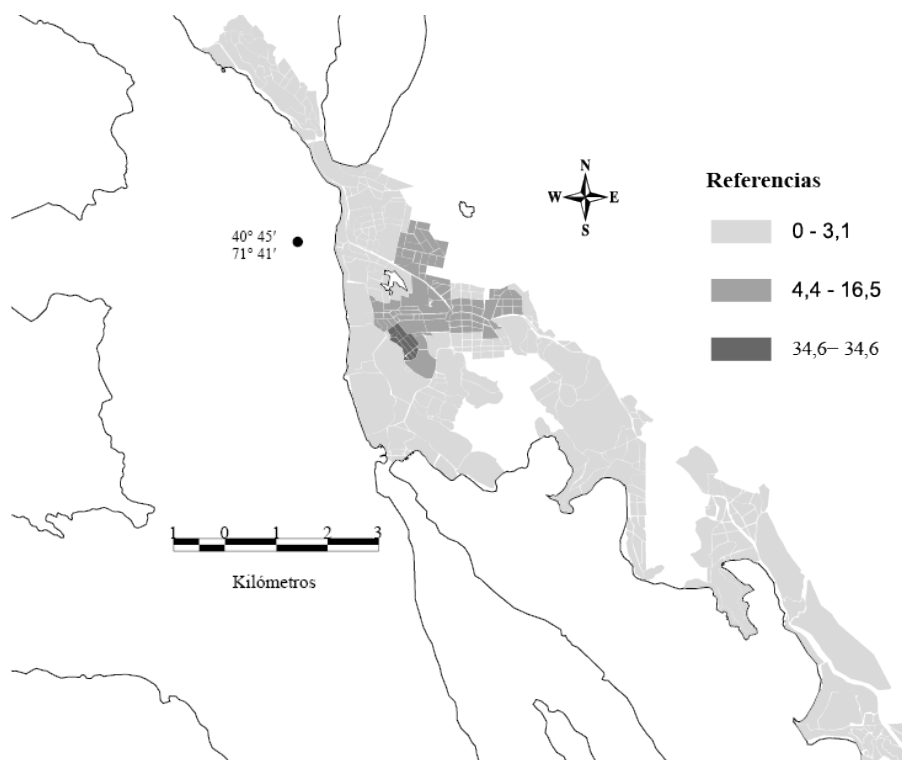 N
W E
S
Referencias
0 - 3,1
4,4 - 16,5
34,6– 34,6
40° 45′
71° 41′
1 0 1 2 3
Kilómetros